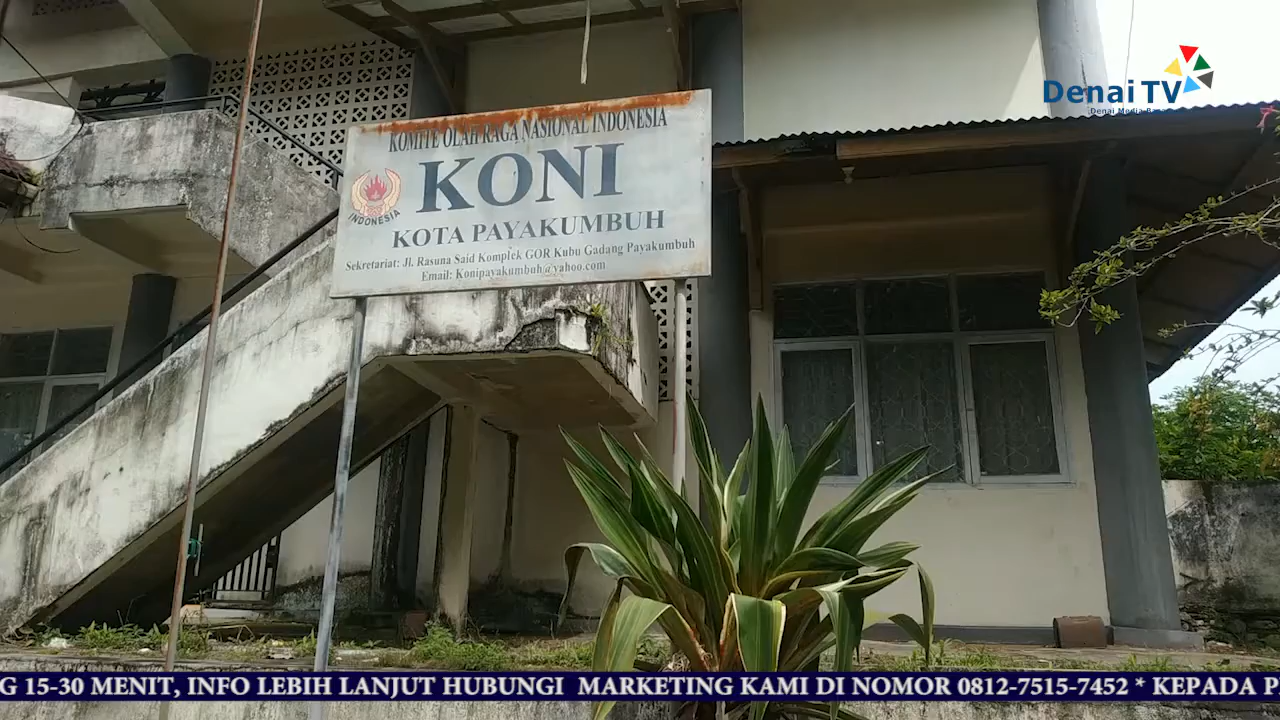 Denai TV
KOMITE OLAH RAGA NASIONAL INDONESIA
KONI
INDONESIA
KOTA PAYAKUMBUH
Sekretariat: Jl. Rasuna Said Komplek GOR Kubu Gadang Payakumbuh
Email: Konipayakumbuh@yahoo.com
G 15-30 MENIT, INFO LEBIH LANJUT HUBUNGI MARKETING KAMI DI NOMOR 0812-7515-7452 * KEPADA P